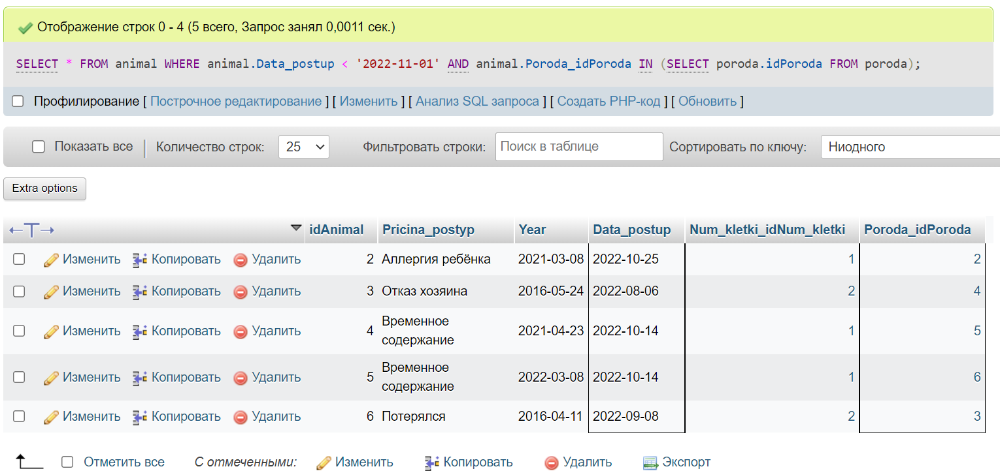 Отображение строк 0 - 4 (5 всего, Запрос занял 0,0011 сек.)
SELECT * FROM animal WHERE animal.Data_postup < '2022-11-01' AND animal.Poroda_idPoroda IN (SELECT poroda.idPoroda FROM poroda);
Профилирование [ Построчное редактирование ] [ Изменить ] [ Анализ SQL запроса ] [ Создать PHP-код ] [ Обновить ]
Показать все Количество строк: 25 Фильтровать строки: Поиск в таблице Сортировать по ключу: Ниодного
Extra options
←T→ idAnimal Pricina_postyp Year Data_postup Num_kletki_idNum_kletki Poroda_idPoroda
Изменить Копировать Удалить 2 Аллергия ребёнка 2021-03-08 2022-10-25 1 2
Изменить Копировать Удалить 3 Отказ хозяина 2016-05-24 2022-08-06 2 4
Изменить Копировать Удалить 4 Временное содержание 2021-04-23 2022-10-14 1 5
Изменить Копировать Удалить 5 Временное содержание 2022-03-08 2022-10-14 1 6
Изменить Копировать Удалить 6 Потерялся 2016-04-11 2022-09-08 2 3
Отметить все С отмеченными: Изменить Копировать Удалить Экспорт